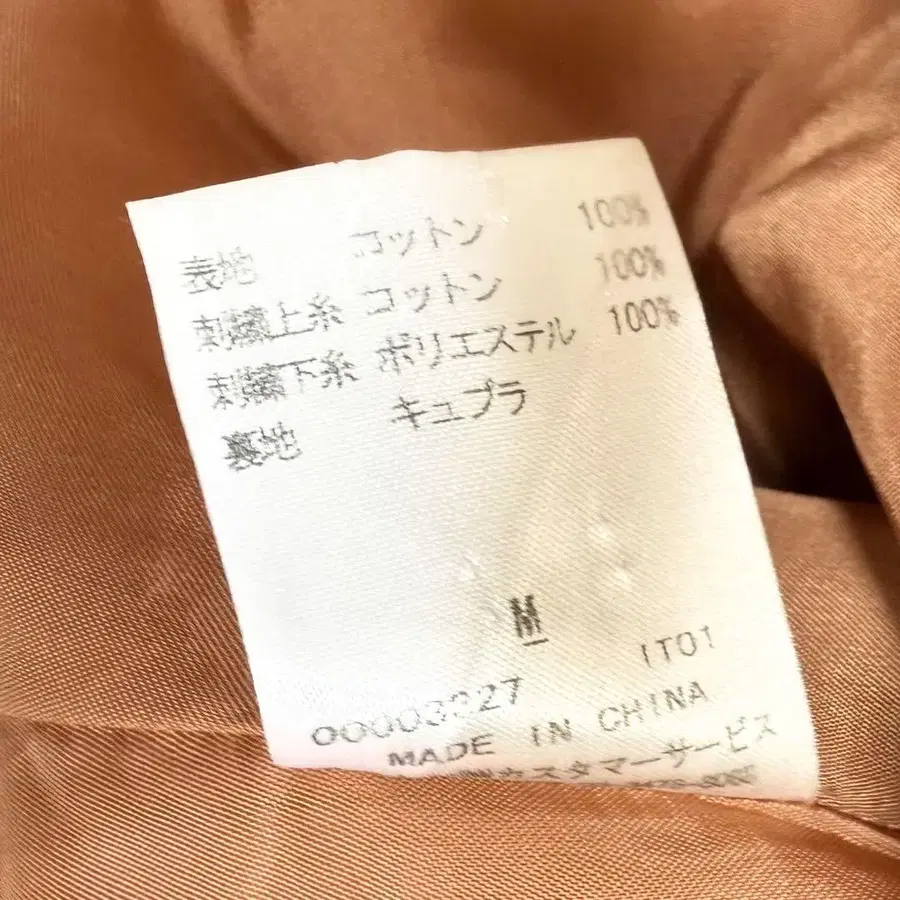 表地 コットン 100%
刺繍上糸 コットン 100%
刺繍下糸 ポリエステル 100%
裏地 キュプラ
M
IT01
00003227
MADE IN CHINA
カスタマーサービス